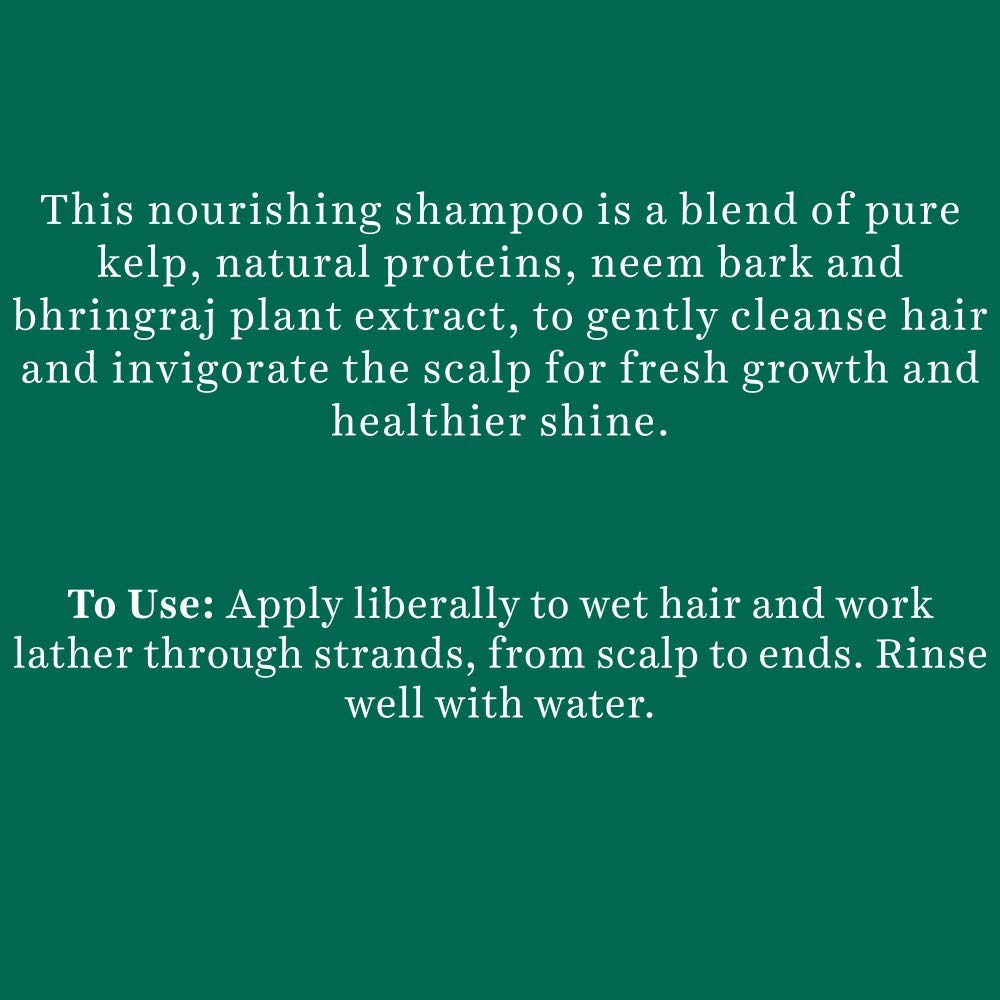 This nourishing shampoo is a blend of pure
kelp, natural proteins, neem bark and
bhringraj plant extract, to gently cleanse hair
and invigorate the scalp for fresh growth and
healthier shine.
To Use: Apply liberally to wet hair and work
lather through strands, from scalp to ends. Rinse
well with water.